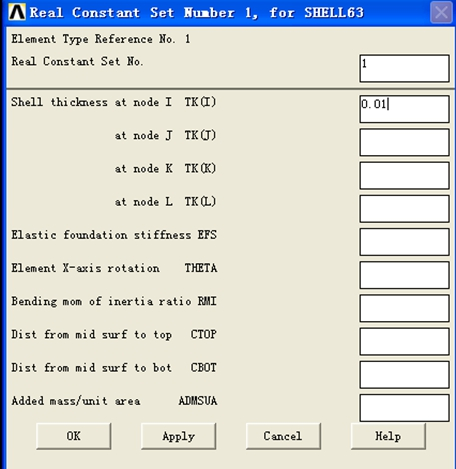 Real Constant Set Number 1, for SHELL63
Element Type Reference No. 1
Real Constant Set No. 1
Shell thickness at node I TK(I) 0.01
at node J TK(J)
at node K TK(K)
at node L TK(L)
Elastic foundation stiffness EFS
Element X-axis rotation THETA
Bending mom of inertia ratio RMI
Dist from mid surf to top CTOP
Dist from mid surf to bot CBOT
Added mass/unit area ADMSUA
OK Apply Cancel Help